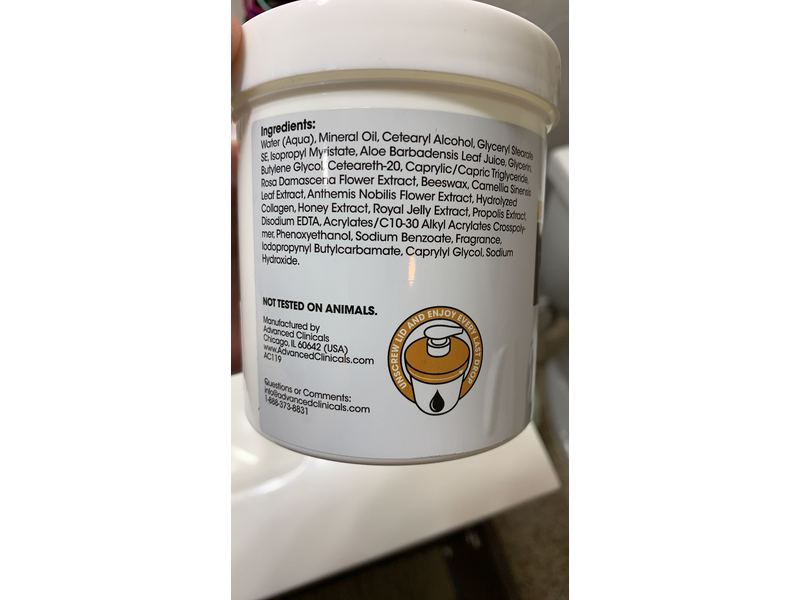 Ingredients:
Water (Aqua), Mineral Oil, Cetearyl Alcohol, Glyceryl Stearate
SE, Isopropyl Myristate, Aloe Barbadensis Leaf Juice, Glycerin,
Butylene Glycol, Ceteareth-20, Caprylic/Capric Triglyceride,
Rosa Damascena Flower Extract, Beeswax, Camellia Sinensis
Leaf Extract, Anthemis Nobilis Flower Extract, Hydrolyzed
Collagen, Honey Extract, Royal Jelly Extract, Propolis Extract,
Disodium EDTA, Acrylates/C10-30 Alkyl Acrylates Crosspoly-
mer, Phenoxyethanol, Sodium Benzoate, Fragrance,
Iodopropynyl Butylcarbamate, Caprylyl Glycol, Sodium
Hydroxide.
NOT TESTED ON ANIMALS.
Manufactured by
Advanced Clinicals
Chicago, IL 60642 (USA)
www.AdvancedClinicals.com
AC119
Questions or Comments:
info@advancedclinicals.com
1-888-373-8831
UNSCREW LID AND ENJOY EVERY LAST DROP